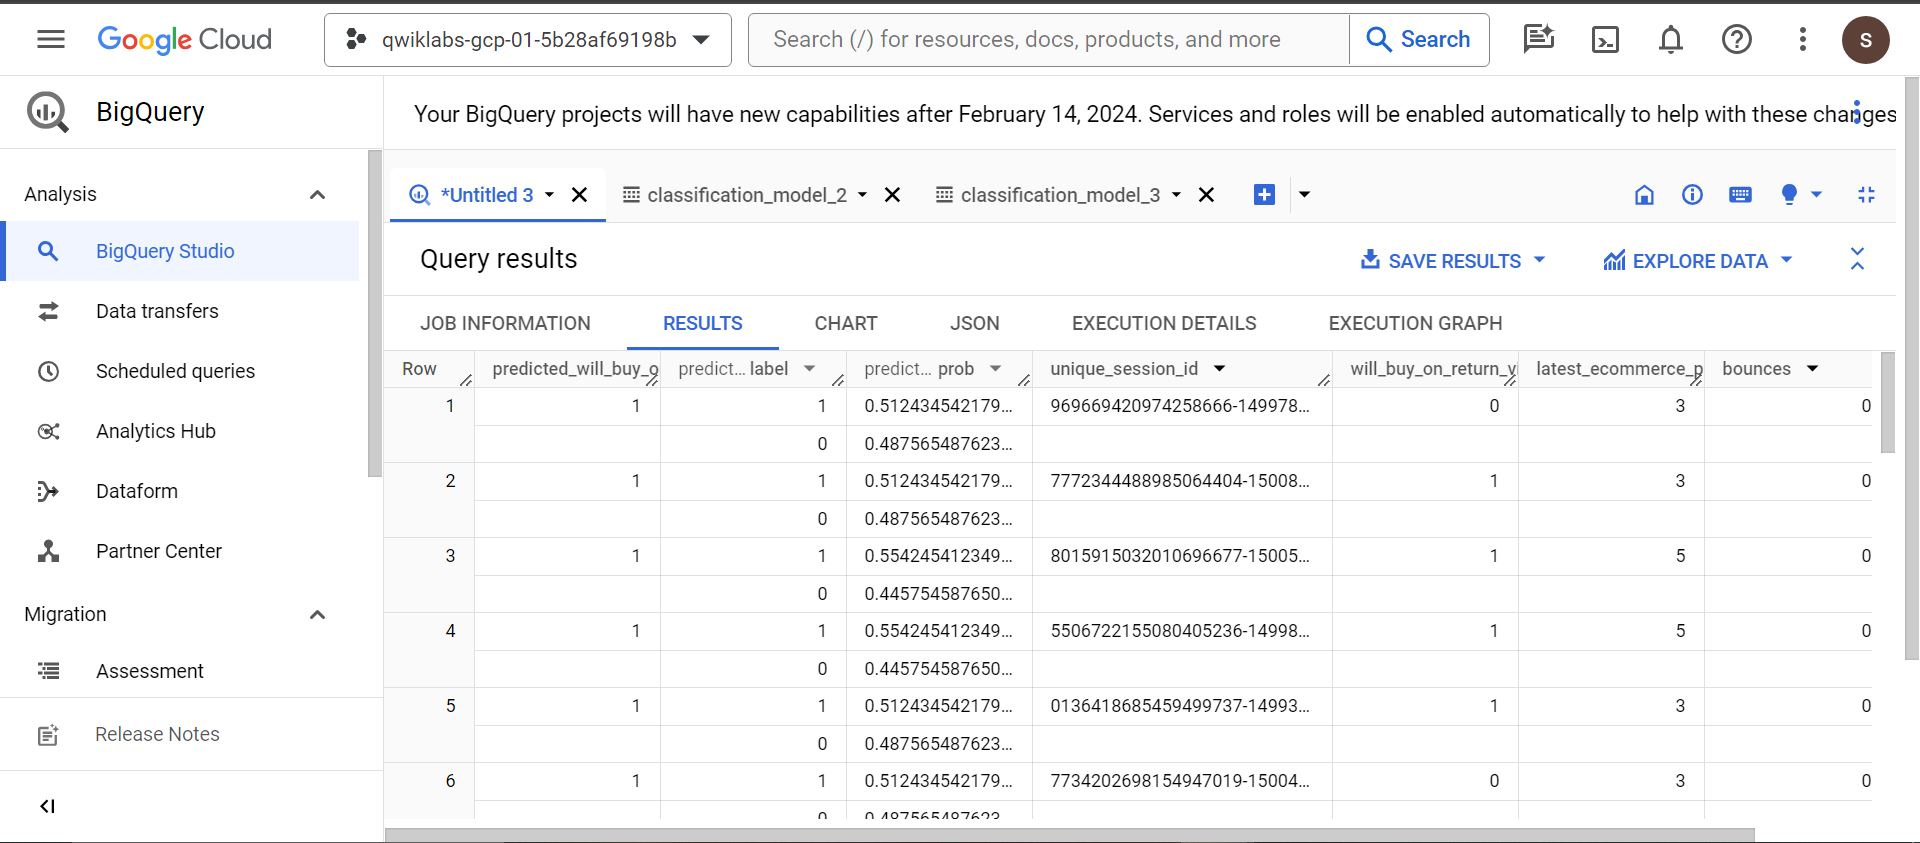 Google Cloud
qwiklabs-gcp-01-5b28af69198b
Search (/) for resources, docs, products, and more
Search
S
BigQuery
Your BigQuery projects will have new capabilities after February 14, 2024. Services and roles will be enabled automatically to help with these changes
Analysis
BigQuery Studio
Data transfers
Scheduled queries
Analytics Hub
Dataform
Partner Center
Migration
Assessment
Release Notes
*Untitled 3
classification_model_2
classification_model_3
Query results
SAVE RESULTS
EXPLORE DATA
JOB INFORMATION RESULTS CHART JSON EXECUTION DETAILS EXECUTION GRAPH
Row predicted_will_buy_o predict... label predict... prob unique_session_id will_buy_on_return_vi latest_ecommerce_p bounces
1 1 1 0.512434542179... 969669420974258666-149978... 0 3 0
0 0.487565487623...
2 1 1 0.512434542179... 7772344488985064404-15008... 1 3 0
0 0.487565487623...
3 1 1 0.554245412349... 8015915032010696677-15005... 1 5 0
0 0.445754587650...
4 1 1 0.554245412349... 5506722155080405236-14998... 1 5 0
0 0.445754587650...
5 1 1 0.512434542179... 0136418685459499737-14993... 1 3 0
0 0.487565487623...
6 1 1 0.512434542179... 7734202698154947019-15004... 0 3 0
0 0.487565487623...